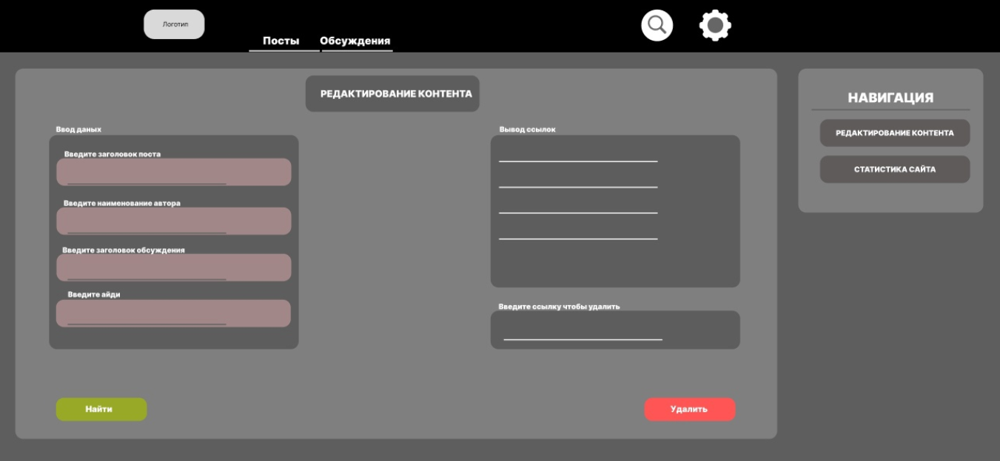 Логотип
Посты
Обсуждения
РЕДАКТИРОВАНИЕ КОНТЕНТА
Ввод даных
Введите заголовок поста
Введите наименование автора
Введите заголовок обсуждения
Введите айди
Найти
Вывод ссылок
Введите ссылку чтобы удалить
Удалить
НАВИГАЦИЯ
РЕДАКТИРОВАНИЕ КОНТЕНТА
СТАТИСТИКА САЙТА